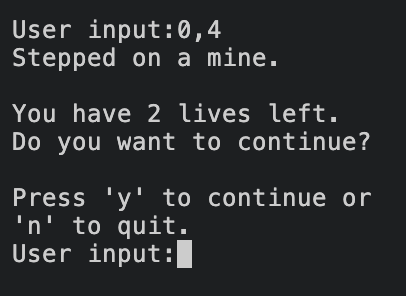 User input:0,4
Stepped on a mine.
You have 2 lives left.
Do you want to continue?
Press 'y' to continue or
'n' to quit.
User input: